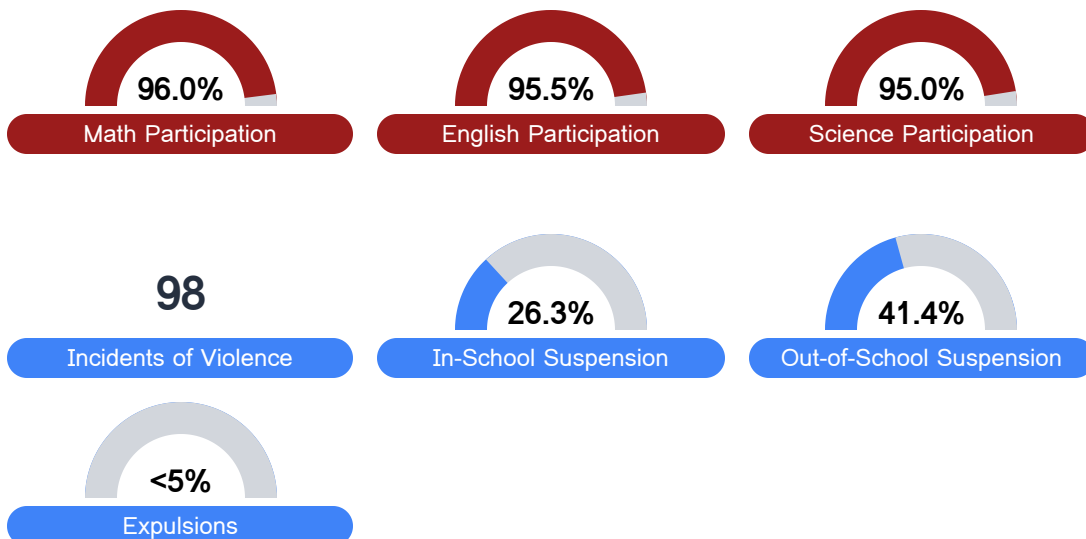 96.0%
95.5%
95.0%
Math Participation
English Participation
Science Participation
98
26.3%
41.4%
Incidents of Violence
In-School Suspension
Out-of-School Suspension
<5%
Expulsions